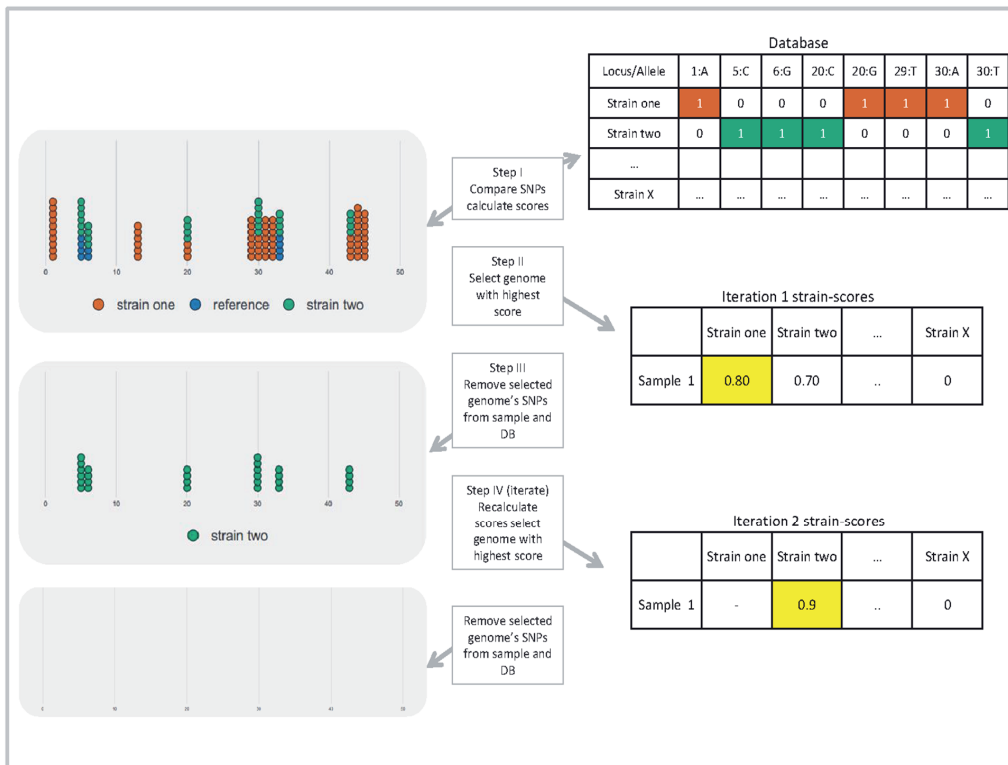 Database
Locus/Allele 1:A 5:C 6:G 20:C 20:G 29:T 30:A 30:T
Strain one 1 0 0 0 1 1 1 0
Strain two 0 1 1 1 0 0 0 1
...
Strain X ... ... ... ... ... ... ... ...
0 10 20 30 40 50
strain one reference strain two
Step I
Compare SNPs
calculate scores
Step II
Select genome
with highest
score
Iteration 1 strain-scores
Strain one Strain two ... Strain X
Sample 1 0.80 0.70 .. 0
Step III
Remove selected
genome's SNPs
from sample and
DB
0 10 20 30 40 50
strain two
Step IV (iterate)
Recalculate
scores select
genome with
highest score
Iteration 2 strain-scores
Strain one Strain two ... Strain X
Sample 1 - 0.9 .. 0
Remove selected
genome's SNPs
from sample and
DB
0 10 20 30 40 50